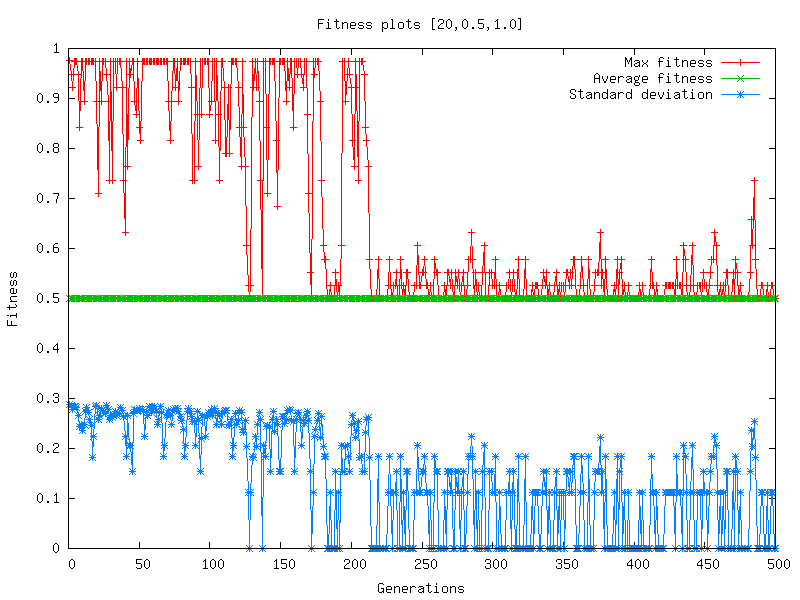 Fitness plots [20,0.5,1.0]
Max fitness
Average fitness
Standard deviation
Fitness
1
0.9
0.8
0.7
0.6
0.5
0.4
0.3
0.2
0.1
0
0 50 100 150 200 250 300 350 400 450 500
Generations